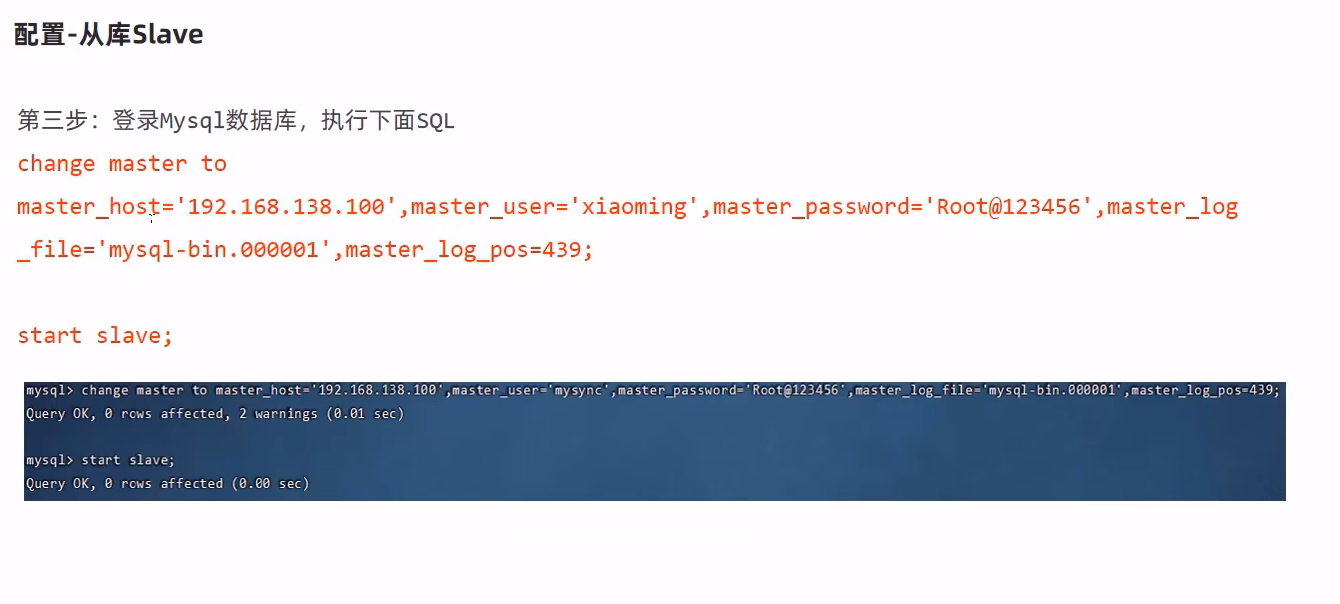 配置-从库Slave
第三步：登录Mysql数据库，执行下面SQL
change master to
master_host='192.168.138.100',master_user='xiaoming',master_password='Root@123456',master_log
_file='mysql-bin.000001',master_log_pos=439;
start slave;
mysql> change master to master_host='192.168.138.100',master_user='mysync',master_password='Root@123456',master_log_file='mysql-bin.000001',master_log_pos=439;
Query OK, 0 rows affected, 2 warnings (0.01 sec)
mysql> start slave;
Query OK, 0 rows affected (0.00 sec)